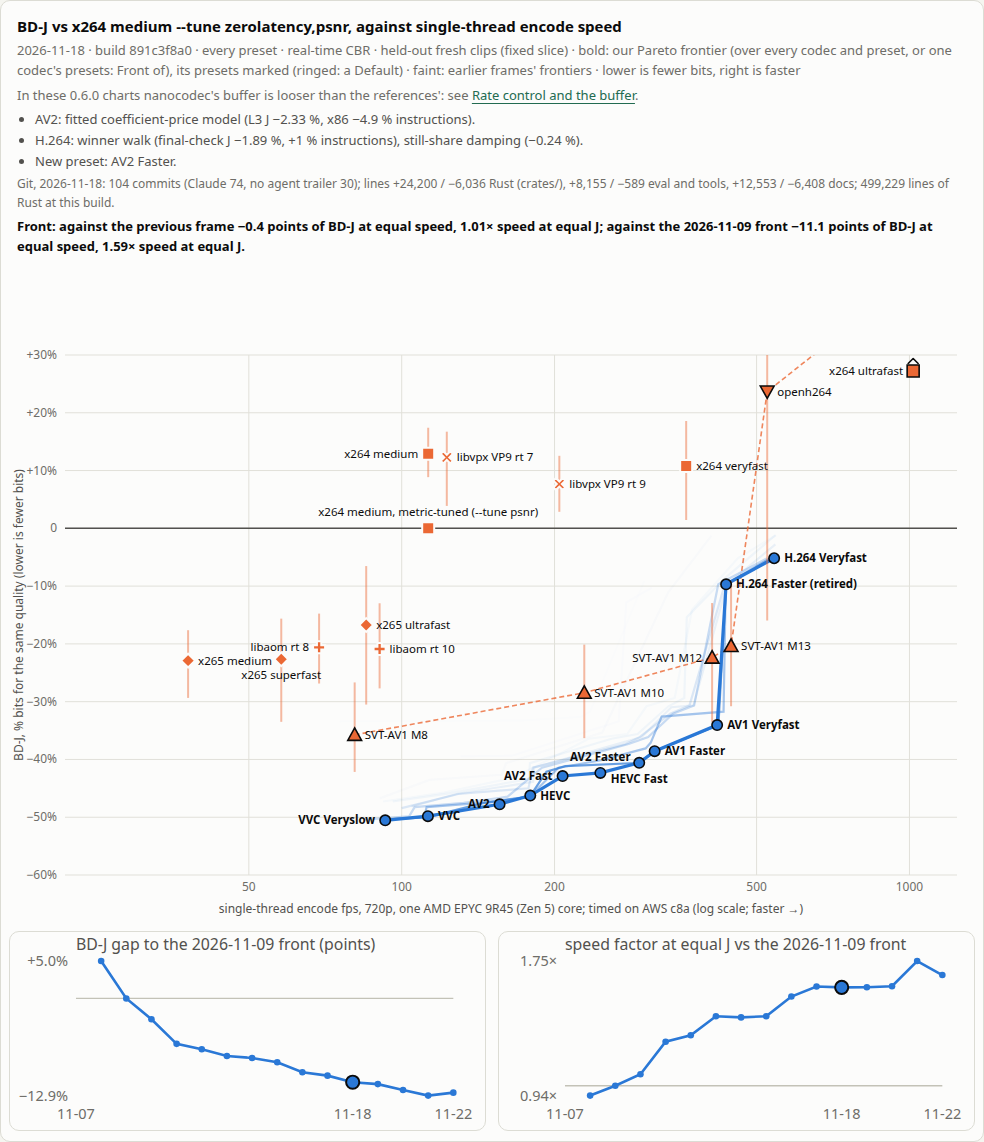 BD-J vs x264 medium --tune zerolatency,psnr, against single-thread encode speed
2026-11-18 · build 891c3f8a0 · every preset · real-time CBR · held-out fresh clips (fixed slice) · bold: our Pareto frontier (over every codec and preset, or one
codec's presets: Front of), its presets marked (ringed: a Default) · faint: earlier frames' frontiers · lower is fewer bits, right is faster
In these 0.6.0 charts nanocodec's buffer is looser than the references': see Rate control and the buffer.
• AV2: fitted coefficient-price model (L3 J −2.33 %, x86 −4.9 % instructions).
• H.264: winner walk (final-check J −1.89 %, +1 % instructions), still-share damping (−0.24 %).
• New preset: AV2 Faster.
Git, 2026-11-18: 104 commits (Claude 74, no agent trailer 30); lines +24,200 / −6,036 Rust (crates/), +8,155 / −589 eval and tools, +12,553 / −6,408 docs; 499,229 lines of
Rust at this build.
Front: against the previous frame −0.4 points of BD-J at equal speed, 1.01× speed at equal J; against the 2026-11-09 front −11.1 points of BD-J at
equal speed, 1.59× speed at equal J.
BD-J, % bits for the same quality (lower is fewer bits)
+30%
+20%
+10%
0
−10%
−20%
−30%
−40%
−50%
−60%
x264 ultrafast
openh264
x264 medium
libvpx VP9 rt 7
x264 veryfast
libvpx VP9 rt 9
x264 medium, metric-tuned (--tune psnr)
H.264 Veryfast
H.264 Faster (retired)
x265 ultrafast
libaom rt 8
libaom rt 10
SVT-AV1 M13
SVT-AV1 M12
x265 medium
x265 superfast
SVT-AV1 M10
AV1 Veryfast
SVT-AV1 M8
AV1 Faster
AV2 Faster
AV2 Fast
HEVC Fast
HEVC
AV2
VVC
VVC Veryslow
50
100
200
500
1000
single-thread encode fps, 720p, one AMD EPYC 9R45 (Zen 5) core; timed on AWS c8a (log scale; faster →)
BD-J gap to the 2026-11-09 front (points)
+5.0%
−12.9%
11-07
11-18
11-22
speed factor at equal J vs the 2026-11-09 front
1.75×
0.94×
11-07
11-18
11-22